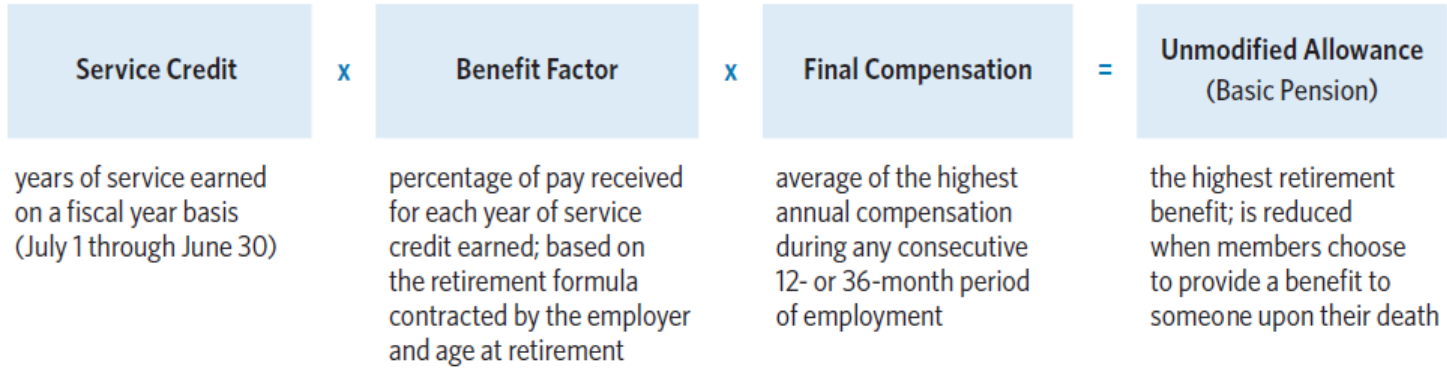 Service Credit
x
Benefit Factor
x
Final Compensation
=
Unmodified Allowance
(Basic Pension)
years of service earned
on a fiscal year basis
(July 1 through June 30)
percentage of pay received
for each year of service
credit earned; based on
the retirement formula
contracted by the employer
and age at retirement
average of the highest
annual compensation
during any consecutive
12- or 36-month period
of employment
the highest retirement
benefit; is reduced
when members choose
to provide a benefit to
someone upon their death